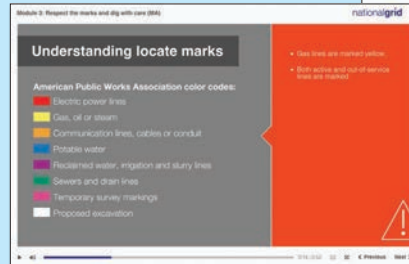 Module 3: Respect the marks and dig with care (MA)
nationalgrid
Understanding locate marks
American Public Works Association color codes:
Electric power lines
Gas, oil or steam
Communication lines, cables or conduit
Potable water
Reclaimed water, irrigation and slurry lines
Sewers and drain lines
Temporary survey markings
Proposed excavation
• Gas lines are marked yellow.
• Both active and out-of-service
lines are marked
Previous
Next